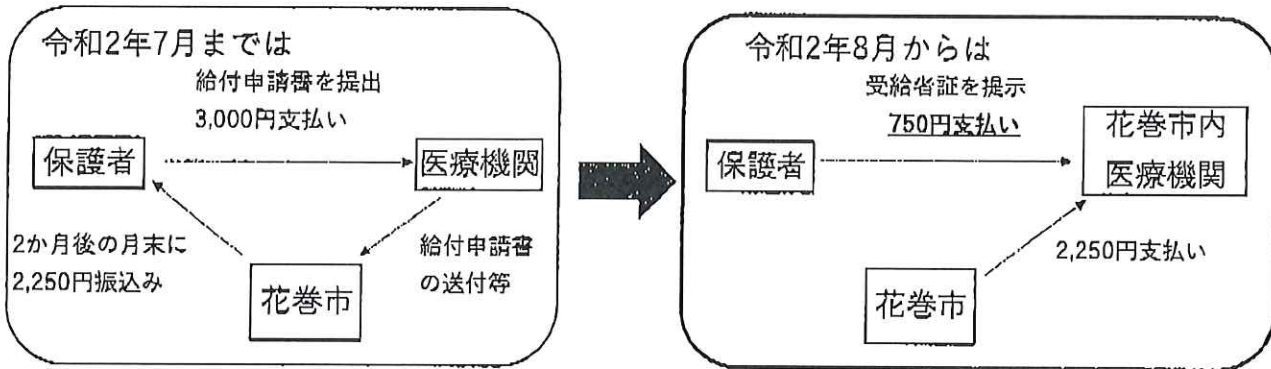 令和2年7月までは
給付申請書を提出
3,000円支払い
保護者
医療機関
2か月後の月末に
2,250円振込み
給付申請書
の送付等
花巻市
令和2年8月からは
受給者証を提示
750円支払い
保護者
花巻市内
医療機関
2,250円支払い
花巻市